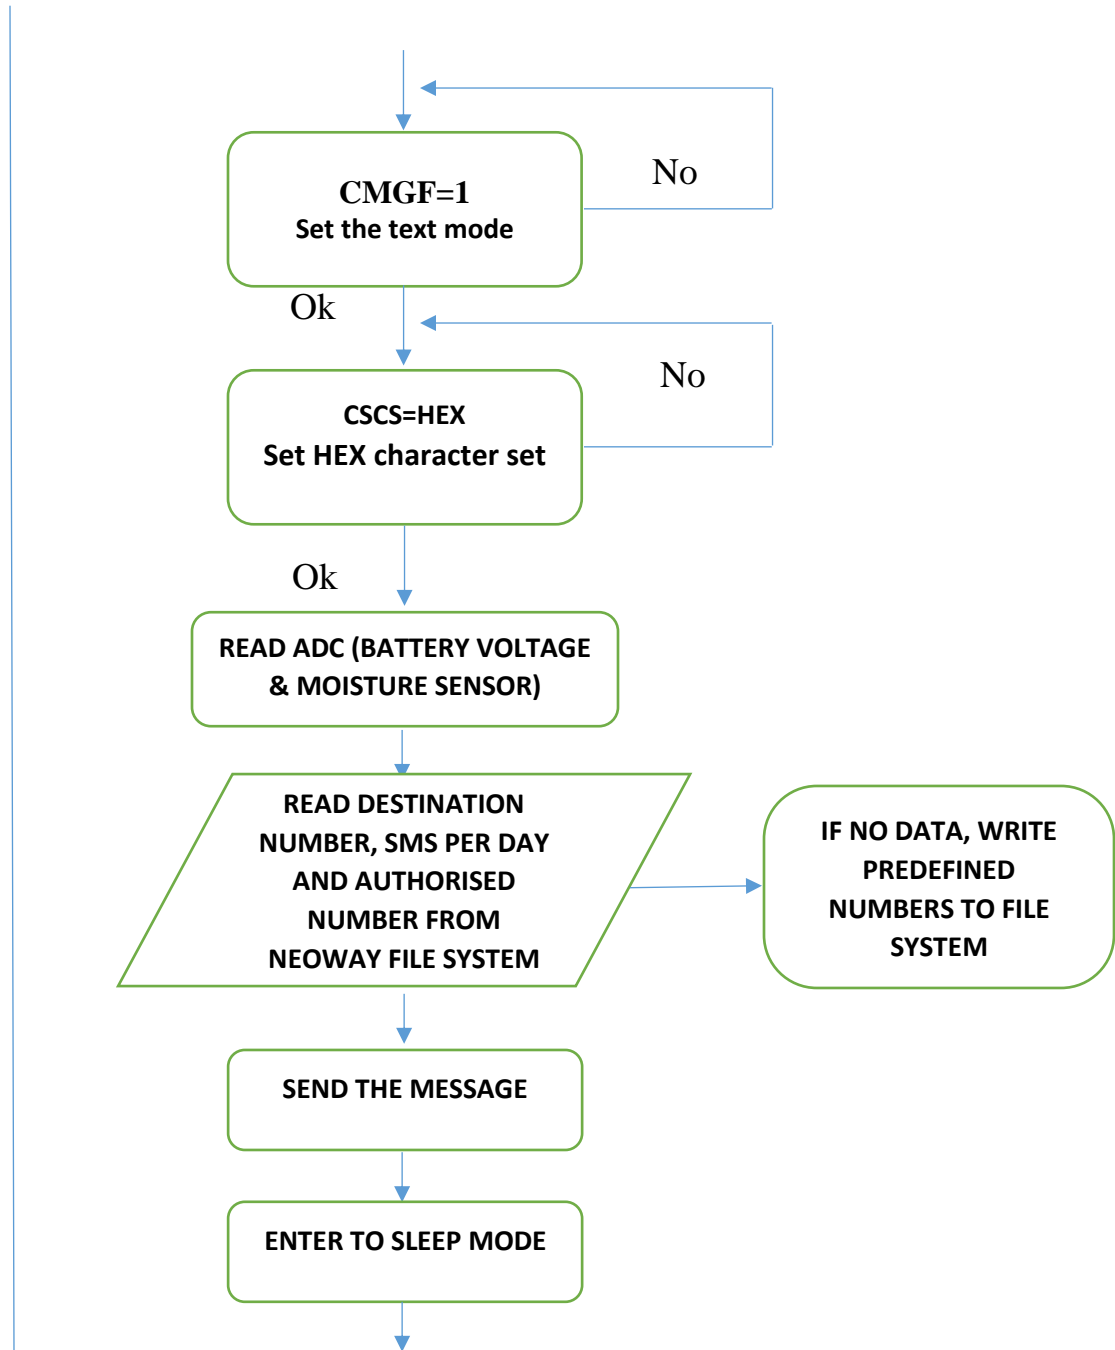 No
CMGF=1
Set the text mode
Ok
No
CSCS=HEX
Set HEX character set
Ok
READ ADC (BATTERY VOLTAGE
& MOISTURE SENSOR)
READ DESTINATION
NUMBER, SMS PER DAY
AND AUTHORISED
NUMBER FROM
NEOWAY FILE SYSTEM
IF NO DATA, WRITE
PREDEFINED
NUMBERS TO FILE
SYSTEM
SEND THE MESSAGE
ENTER TO SLEEP MODE